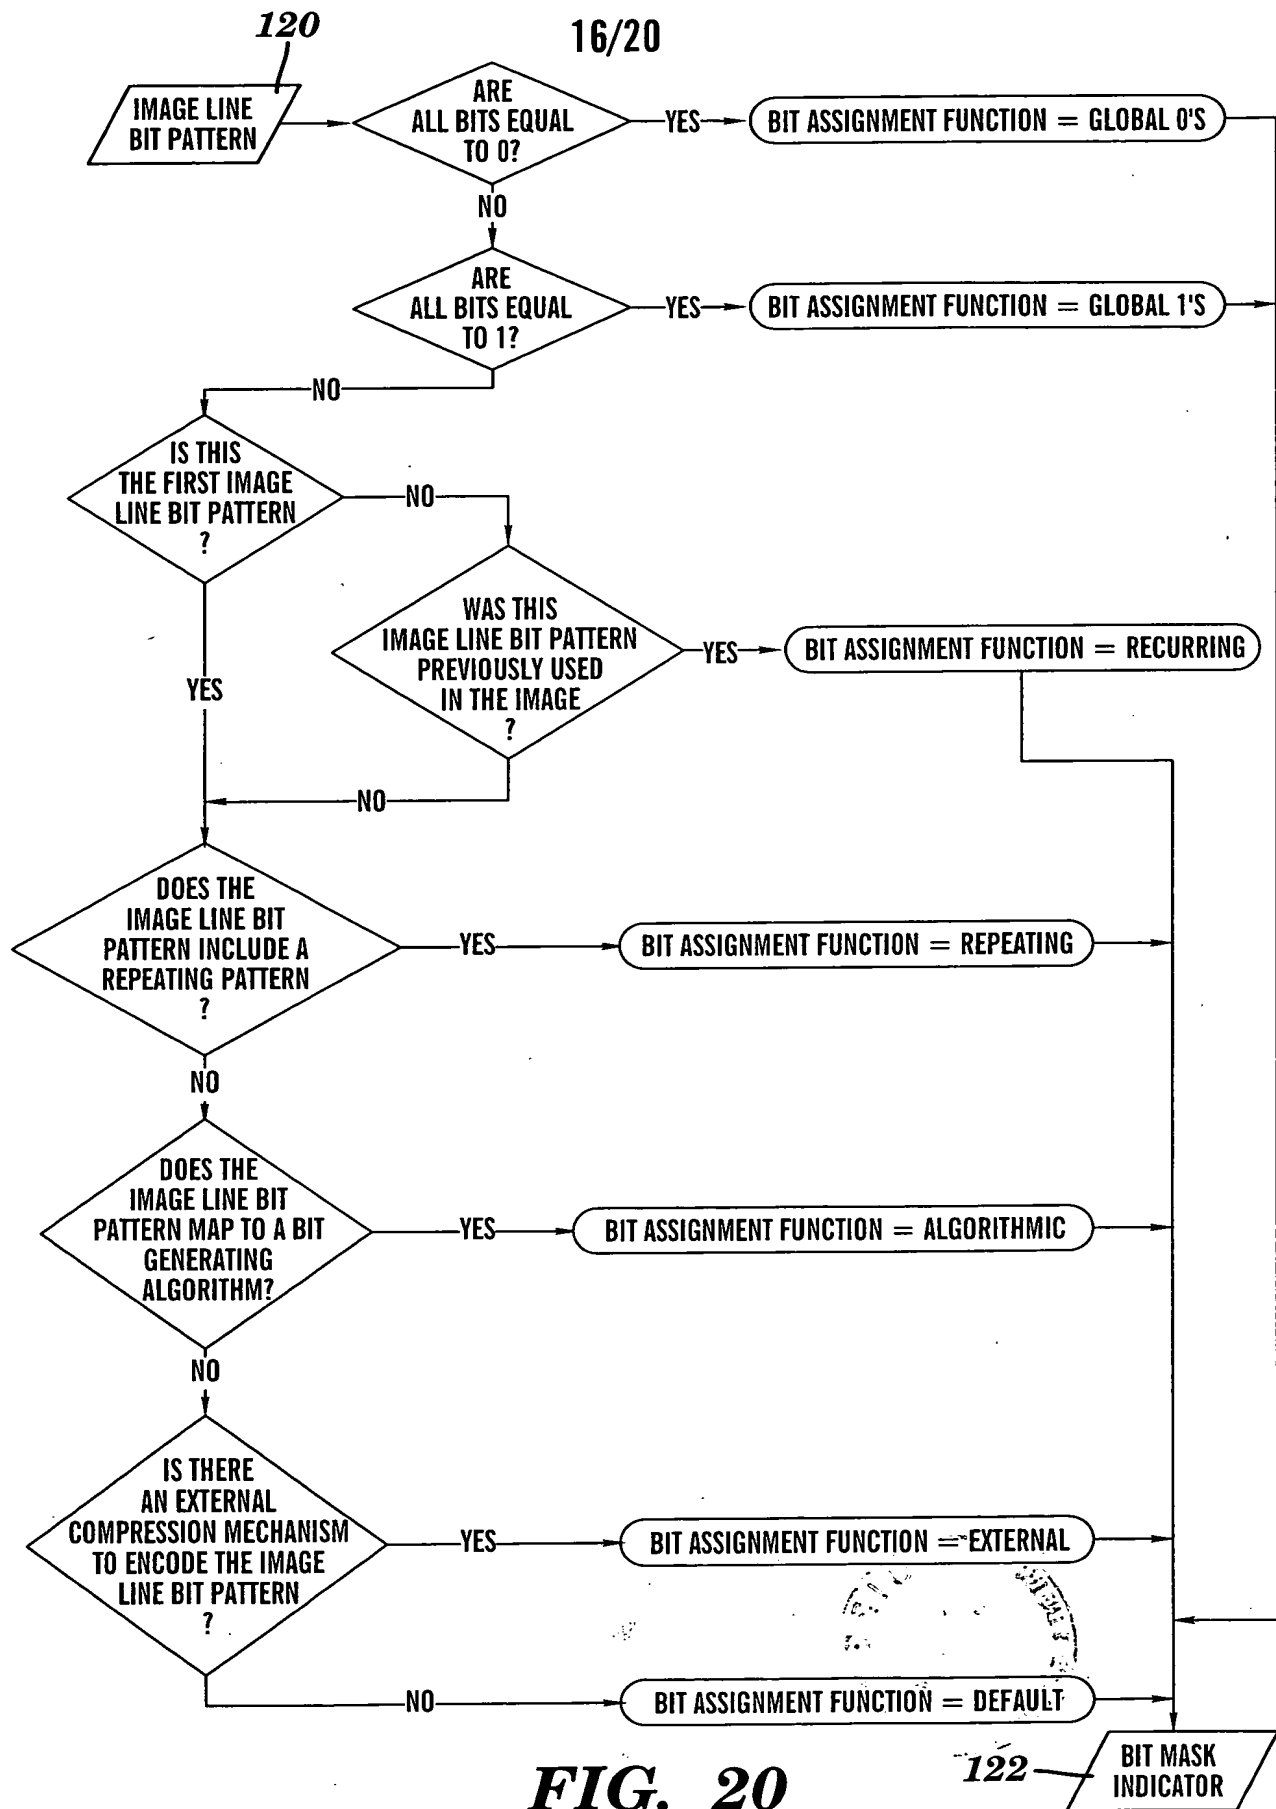 120
16/20
IMAGE LINE
BIT PATTERN
ARE
ALL BITS EQUAL
TO 0?
YES
BIT ASSIGNMENT FUNCTION = GLOBAL 0'S
NO
ARE
ALL BITS EQUAL
TO 1?
YES
BIT ASSIGNMENT FUNCTION = GLOBAL 1'S
NO
IS THIS
THE FIRST IMAGE
LINE BIT PATTERN
?
NO
YES
WAS THIS
IMAGE LINE BIT PATTERN
PREVIOUSLY USED
IN THE IMAGE
?
YES
BIT ASSIGNMENT FUNCTION = RECURRING
NO
DOES THE
IMAGE LINE BIT
PATTERN INCLUDE A
REPEATING PATTERN
?
YES
BIT ASSIGNMENT FUNCTION = REPEATING
NO
DOES THE
IMAGE LINE BIT
PATTERN MAP TO A BIT
GENERATING
ALGORITHM?
YES
BIT ASSIGNMENT FUNCTION = ALGORITHMIC
NO
IS THERE
AN EXTERNAL
COMPRESSION MECHANISM
TO ENCODE THE IMAGE
LINE BIT PATTERN
?
YES
BIT ASSIGNMENT FUNCTION = EXTERNAL
NO
BIT ASSIGNMENT FUNCTION = DEFAULT
122
BIT MASK
INDICATOR
FIG. 20